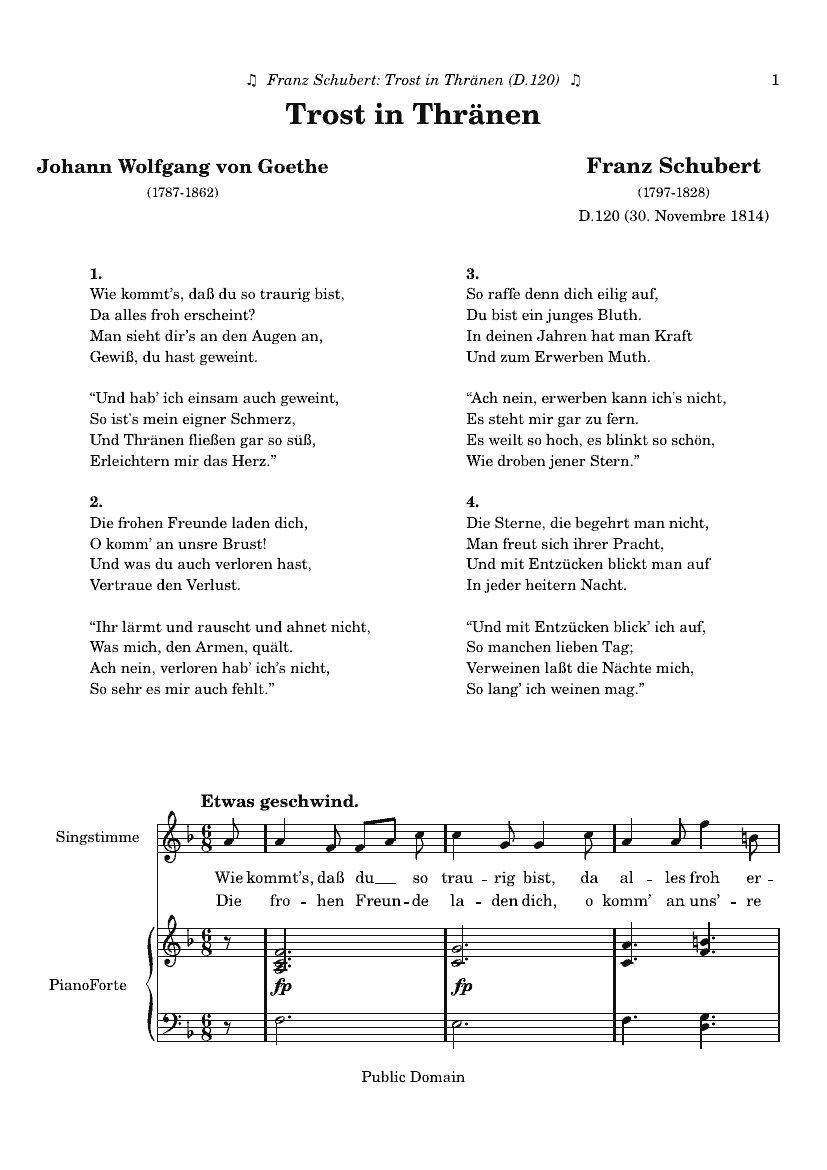 ♫ Franz Schubert: Trost in Thränen (D.120) ♫ 1
Trost in Thränen
Johann Wolfgang von Goethe
(1787-1862)
Franz Schubert
(1797-1828)
D.120 (30. Novembre 1814)
1.
Wie kommt’s, daß du so traurig bist,
Da alles froh erscheint?
Man sieht dir’s an den Augen an,
Gewiß, du hast geweint.
“Und hab’ ich einsam auch geweint,
So ist's mein eigner Schmerz,
Und Thränen fließen gar so süß,
Erleichtern mir das Herz.”
2.
Die frohen Freunde laden dich,
O komm’ an unsre Brust!
Und was du auch verloren hast,
Vertraue den Verlust.
“Ihr lärmt und rauscht und ahnet nicht,
Was mich, den Armen, quält.
Ach nein, verloren hab’ ich’s nicht,
So sehr es mir auch fehlt.”
3.
So raffe denn dich eilig auf,
Du bist ein junges Bluth.
In deinen Jahren hat man Kraft
Und zum Erwerben Muth.
“Ach nein, erwerben kann ich's nicht,
Es steht mir gar zu fern.
Es weilt so hoch, es blinkt so schön,
Wie droben jener Stern.”
4.
Die Sterne, die begehrt man nicht,
Man freut sich ihrer Pracht,
Und mit Entzücken blickt man auf
In jeder heitern Nacht.
“Und mit Entzücken blick’ ich auf,
So manchen lieben Tag;
Verweinen laßt die Nächte mich,
So lang’ ich weinen mag.”
Etwas geschwind.
Singstimme
6
8
Wie kommt’s, daß du__ so trau - rig bist, da al - les froh er -
Die fro - hen Freun - de la - den dich, o komm’ an uns’ - re
PianoForte
6
8
fp fp
6
8
Public Domain